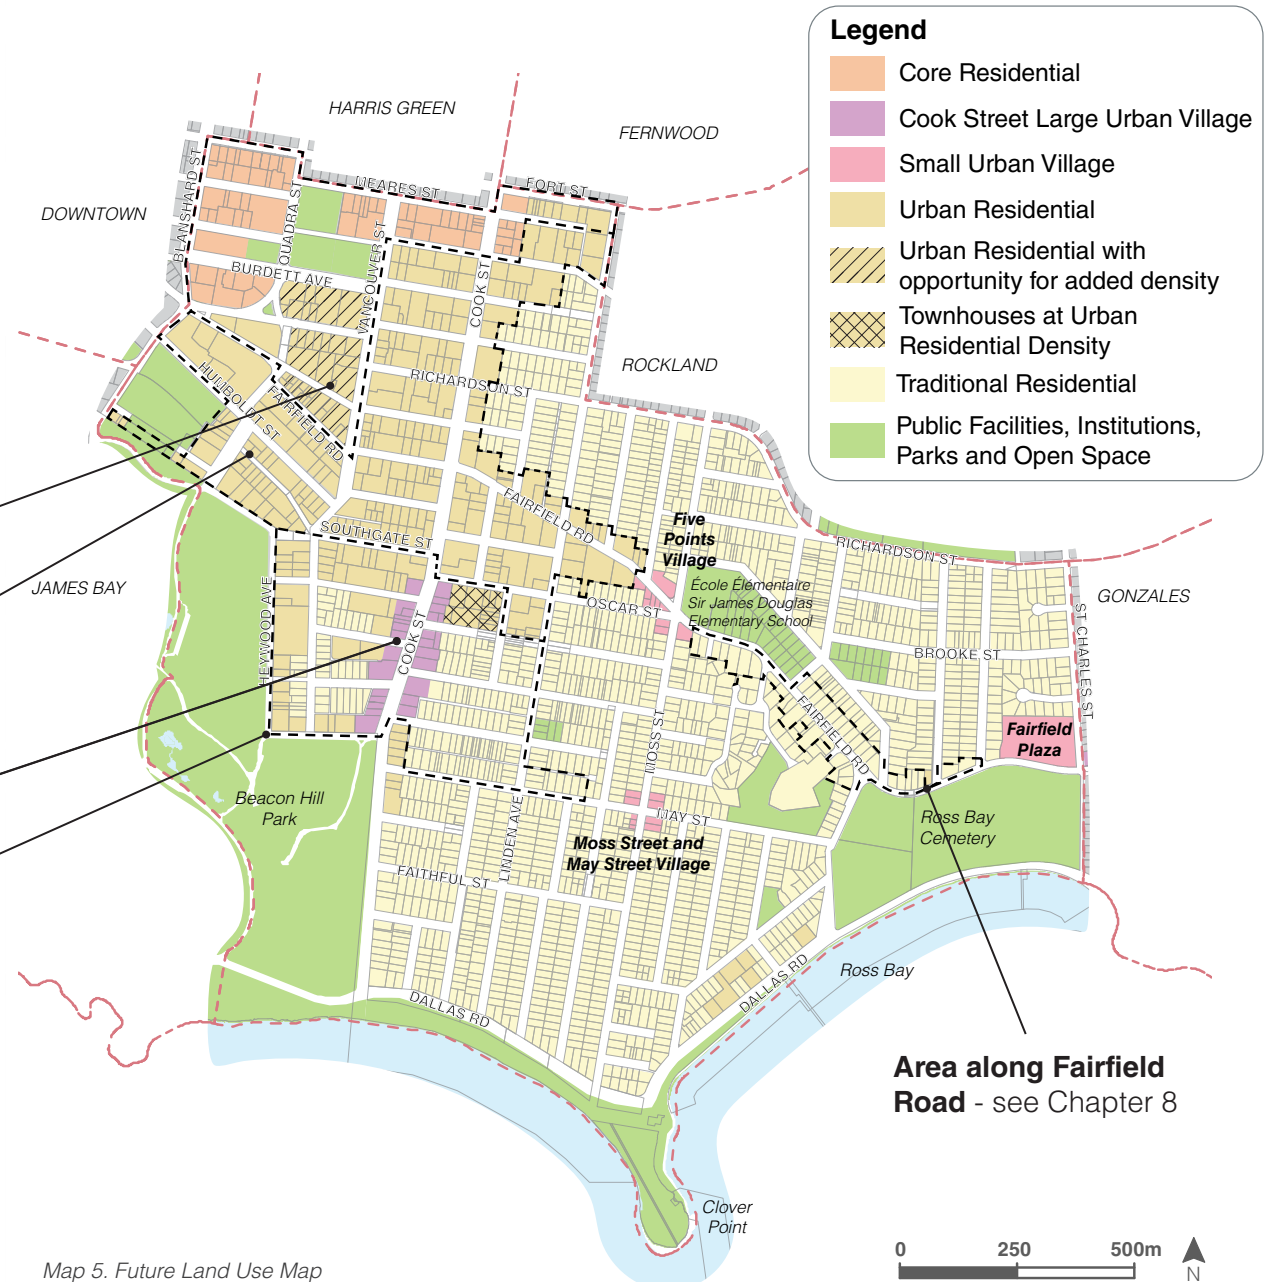 Legend
Core Residential
Cook Street Large Urban Village
Small Urban Village
Urban Residential
Urban Residential with
opportunity for added density
Townhouses at Urban
Residential Density
Traditional Residential
Public Facilities, Institutions,
Parks and Open Space
HARRIS GREEN
FERNWOOD
DOWNTOWN
BLANSHARD ST
QUADRA ST
MEARES ST
FORT ST
VANCOUVER ST
BURDETT AVE
COOK ST
ROCKLAND
HUMBOLDT ST
FAIRFIELD RD
RICHARDSON ST
FAIRFIELD RD
SOUTHGATE ST
Five
Points
Village
RICHARDSON ST
JAMES BAY
HEYWOOD AVE
COOK ST
OSCAR ST
École Élémentaire
Sir James Douglas
Elementary School
GONZALES
ST CHARLES ST
BROOKE ST
FAIRFIELD RD
MOSS ST
Fairfield
Plaza
Beacon Hill
Park
LINDEN AVE
MAY ST
Ross Bay
Cemetery
Moss Street and
May Street Village
FAITHFUL ST
DALLAS RD
DALLAS RD
Ross Bay
Area along Fairfield
Road - see Chapter 8
Clover
Point
0 250 500m
N
Map 5. Future Land Use Map